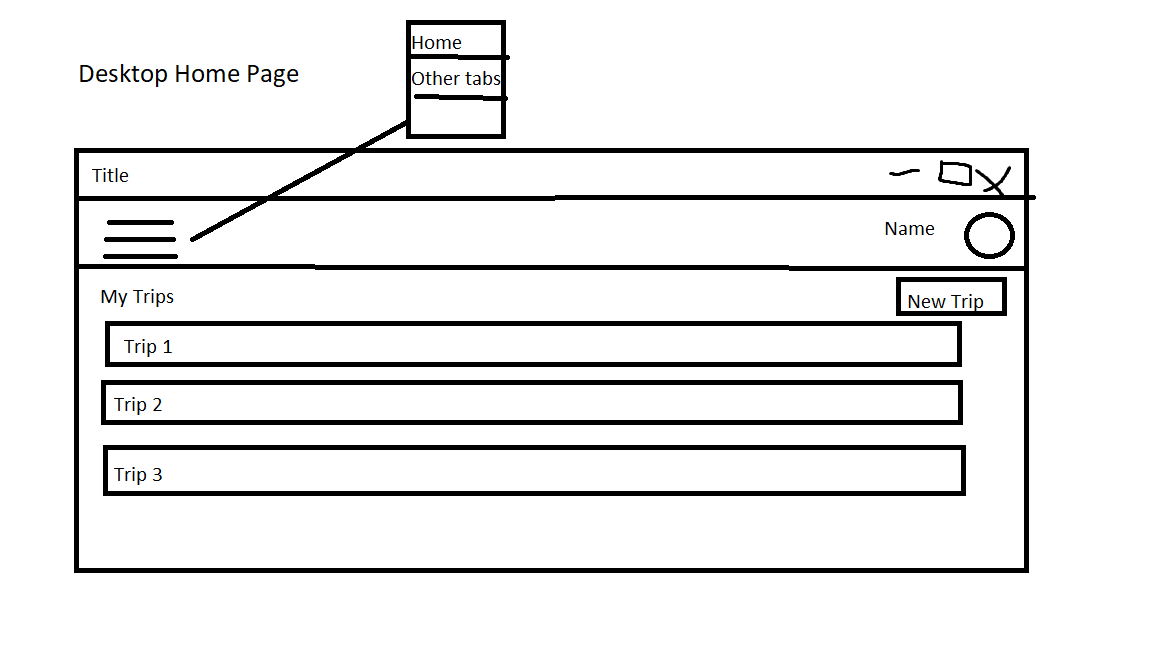 Home
Desktop Home Page
Other tabs
Title
Name
My Trips
New Trip
Trip 1
Trip 2
Trip 3